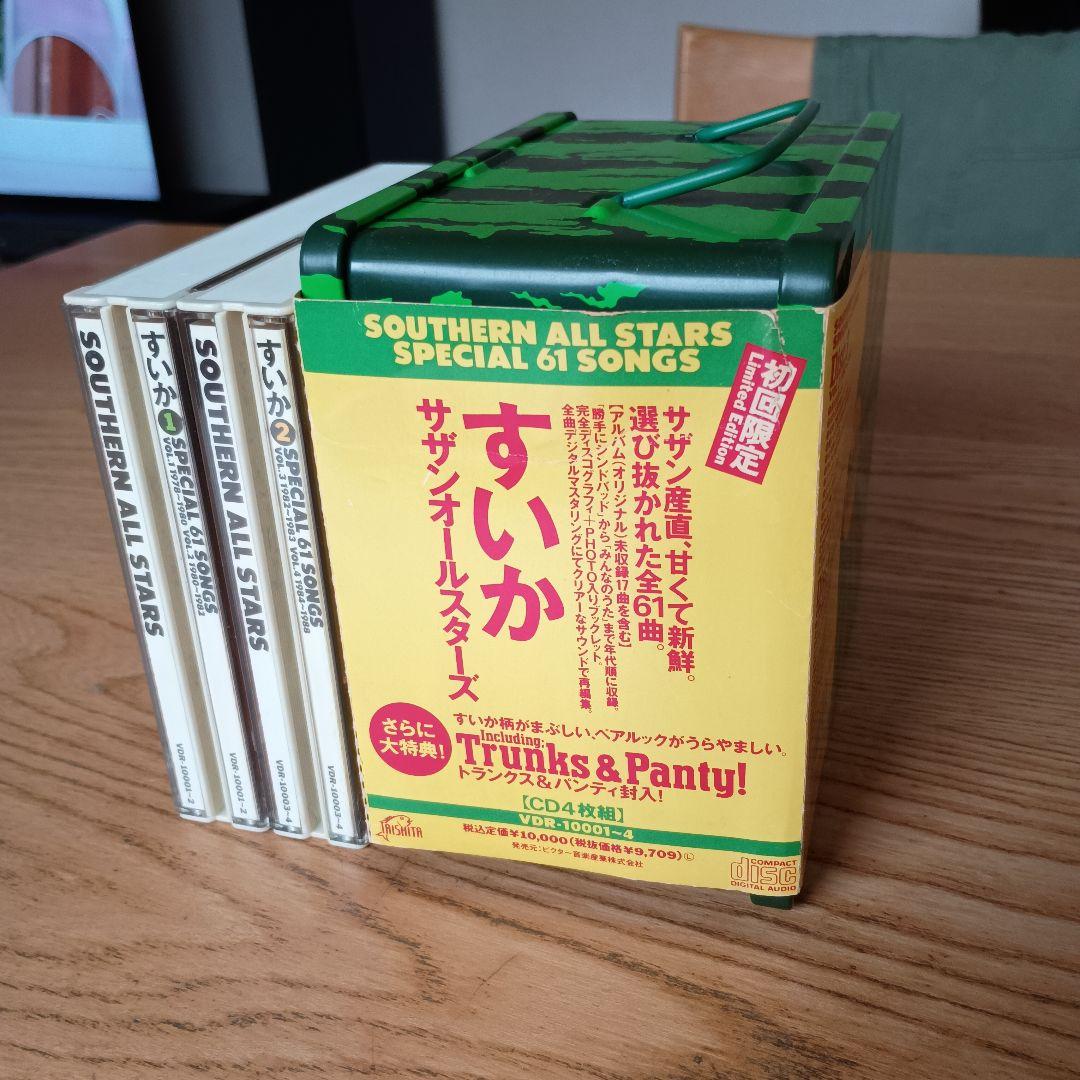 SOUTHERN ALL STARS
すいか 1 SPECIAL 61 SONGS
VOL.1 1978~1980 VOL.2 1980~1982
VDR-10001~2
SOUTHERN ALL STARS
VDR-10001~2
すいか 2 SPECIAL 61 SONGS
VOL.3 1982~1983 VOL.4 1984~1988
VDR-10003~4
VDR-10003~4
SOUTHERN ALL STARS
SPECIAL 61 SONGS
初回限定
Limited Edition
サザン産直、甘くて新鮮。
選び抜かれた全61曲。
【アルバム(オリジナル)未収録17曲を含む】
「勝手にシンドバッド」から「みんなのうた」まで年代順に収録。
完全ディスコグラフィ+PHOTO入りブックレット。
全曲デジタルマスタリングにてクリアーなサウンドで再編集。
すいか
サザンオールスターズ
さらに
大特典!
すいか柄がまぶしい、ペアルックがうらやましい。
Including:
Trunks & Panty!
トランクス&パンティ封入!
【CD4枚組】
VDR-10001~4
税込定価¥10,000(税抜価格¥9,709)Ⓛ
発売元:ビクター音楽産業株式会社
TAISHITA
COMPACT
disc
DIGITAL AUDIO